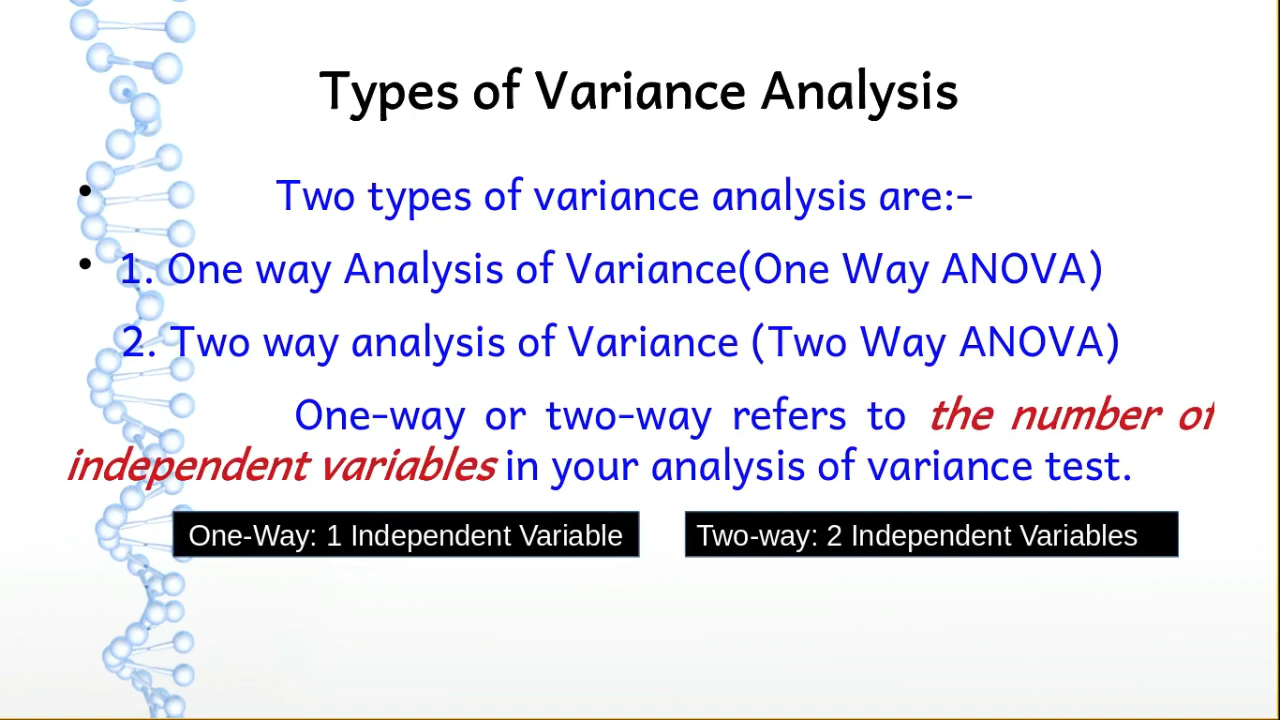 Types of Variance Analysis
• Two types of variance analysis are:-
• 1. One way Analysis of Variance(One Way ANOVA)
2. Two way analysis of Variance (Two Way ANOVA)
One-way or two-way refers to the number of
independent variables in your analysis of variance test.
One-Way: 1 Independent Variable
Two-way: 2 Independent Variables